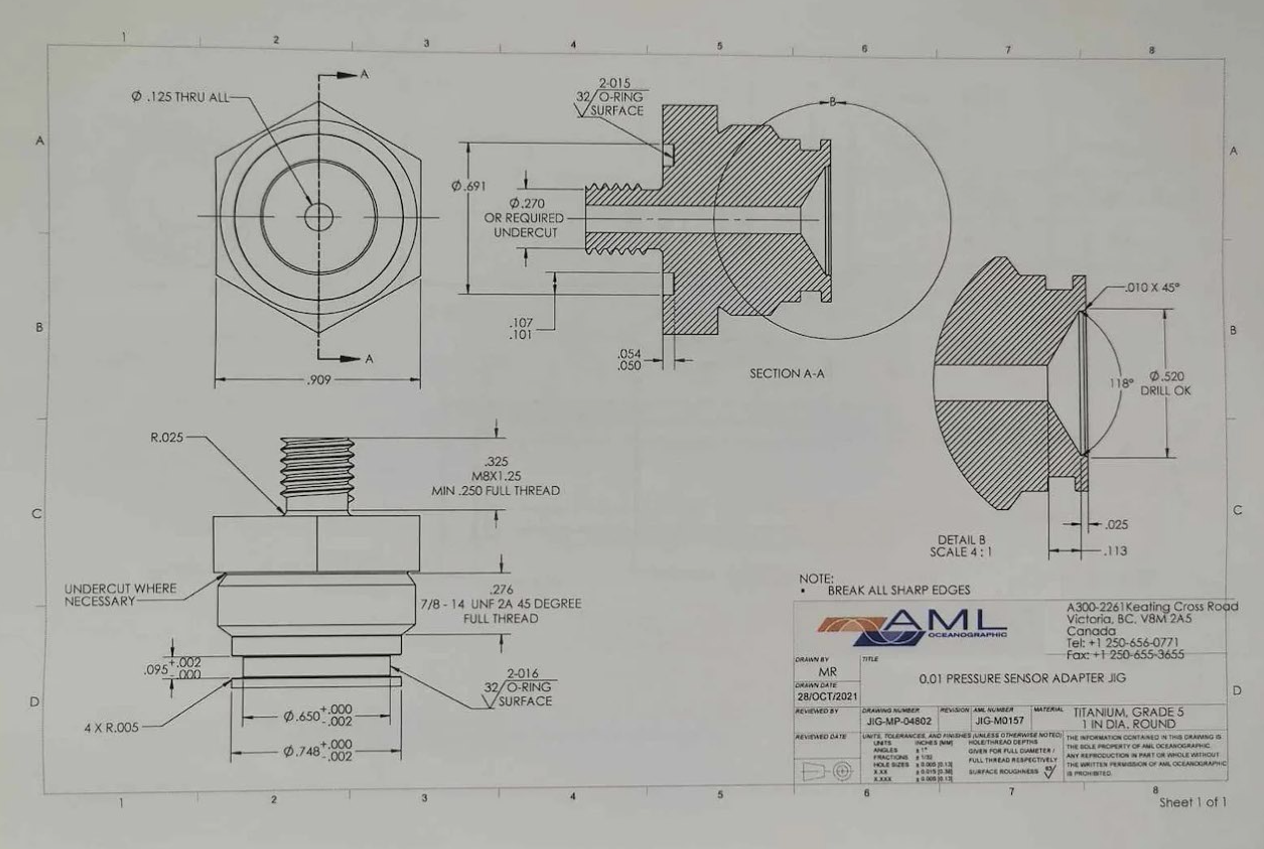 1 2 3 4 5 6 7 8
A
A
B
B
C
C
D
D
Ø .125 THRU ALL
A
A
.909
2-015
32/O-RING
SURFACE
Ø.691
Ø.270
OR REQUIRED
UNDERCUT
.107
.101
.054
.050
B
SECTION A-A
.010 X 45°
118°
Ø.520
DRILL OK
.025
.113
DETAIL B
SCALE 4 : 1
R.025
.325
M8X1.25
MIN .250 FULL THREAD
UNDERCUT WHERE
NECESSARY
.276
7/8 - 14 UNF 2A 45 DEGREE
FULL THREAD
.095 +.002
-.000
2-016
32/O-RING
SURFACE
4 X R.005
Ø.650 +.000
-.002
Ø.748 +.000
-.002
NOTE:
• BREAK ALL SHARP EDGES
AML
OCEANOGRAPHIC
A300-2261 Keating Cross Road
Victoria, BC. V8M 2A5
Canada
Tel: +1 250-656-0771
Fax: +1 250-655-3655
DRAWN BY
MR
TITLE
0.01 PRESSURE SENSOR ADAPTER JIG
DRAWN DATE
28/OCT/2021
REVIEWED BY
DRAWING NUMBER
JIG-MP-04802
REVISION
AML NUMBER
JIG-M0157
MATERIAL
TITANIUM, GRADE 5
1 IN DIA. ROUND
REVIEWED DATE
UNITS, TOLERANCES, AND FINISHES (UNLESS OTHERWISE NOTED)
UNITS INCHES [MM]
ANGLES ± 1°
FRACTIONS ± 1/32
HOLE SIZES ± 0.005 [0.13]
X.XX ± 0.015 [0.38]
X.XXX ± 0.005 [0.13]
HOLE/THREAD DEPTHS
GIVEN FOR FULL DIAMETER /
FULL THREAD RESPECTIVELY
SURFACE ROUGHNESS 63
THE INFORMATION CONTAINED IN THIS DRAWING IS
THE SOLE PROPERTY OF AML OCEANOGRAPHIC.
ANY REPRODUCTION IN PART OR WHOLE WITHOUT
THE WRITTEN PERMISSION OF AML OCEANOGRAPHIC
IS PROHIBITED.
1 2 3 4 5 6 7 8
Sheet 1 of 1